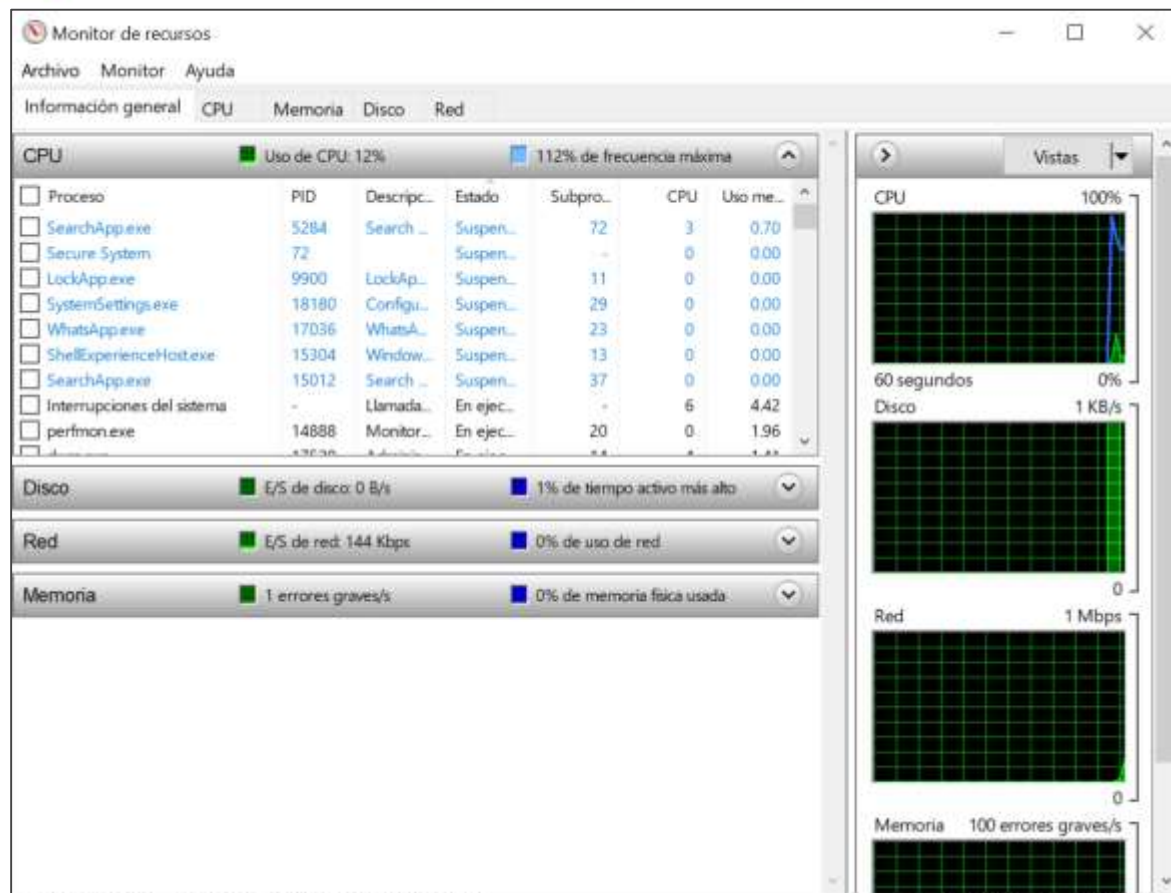 Monitor de recursos
Archivo Monitor Ayuda
Información general CPU Memoria Disco Red
CPU Uso de CPU: 12% 112% de frecuencia máxima
Proceso PID Descripc... Estado Subpro... CPU Uso me...
SearchApp.exe 5284 Search ... Suspen... 72 3 0.70
Secure System 72 Suspen... - 0 0.00
LockApp.exe 9900 LockAp... Suspen... 11 0 0.00
SystemSettings.exe 18180 Configu... Suspen... 29 0 0.00
WhatsApp.exe 17036 WhatsA... Suspen... 23 0 0.00
ShellExperienceHost.exe 15304 Window... Suspen... 13 0 0.00
SearchApp.exe 15012 Search ... Suspen... 37 0 0.00
Interrupciones del sistema - Llamada... En ejec... - 6 4.42
perfmon.exe 14888 Monitor... En ejec... 20 0 1.96
Disco E/S de disco: 0 B/s 1% de tiempo activo más alto
Red E/S de red: 144 Kbps 0% de uso de red
Memoria 1 errores graves/s 0% de memoria física usada
Vistas
CPU 100%
60 segundos 0%
Disco 1 KB/s
0
Red 1 Mbps
0
Memoria 100 errores graves/s